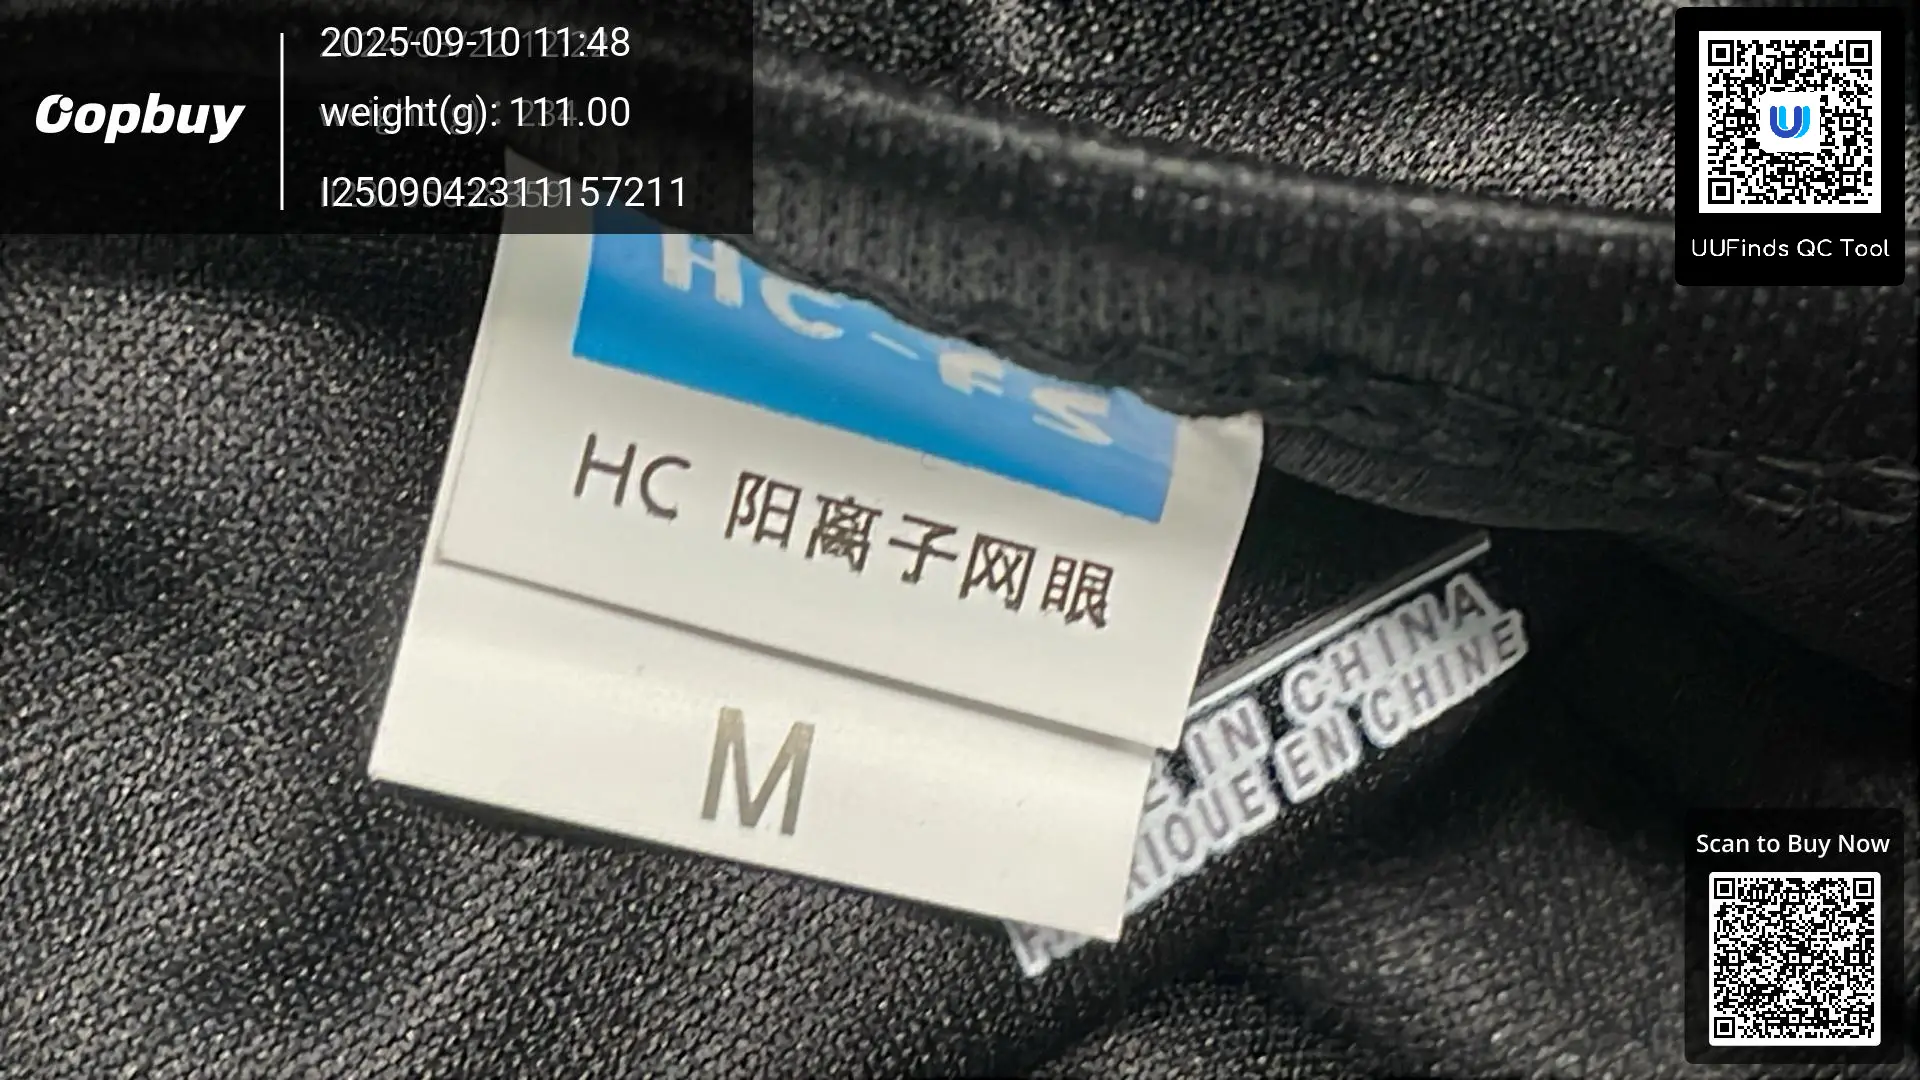 Oopbuy
2025-09-10 11:48
weight(g): 111.00
I2509042311157211
UUFinds QC Tool
HC-FS
HC 阳离子网眼
M
IN CHINA
EN CHINE
Scan to Buy Now